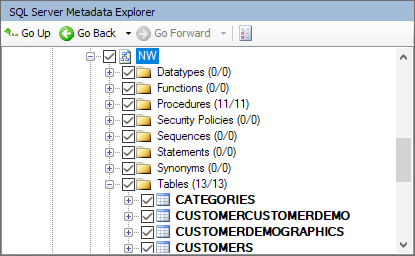 SQL Server Metadata Explorer
Go Up Go Back Go Forward
NW
Datatypes (0/0)
Functions (0/0)
Procedures (11/11)
Security Policies (0/0)
Sequences (0/0)
Statements (0/0)
Synonyms (0/0)
Tables (13/13)
CATEGORIES
CUSTOMERCUSTOMERDEMO
CUSTOMERDEMOGRAPHICS
CUSTOMERS